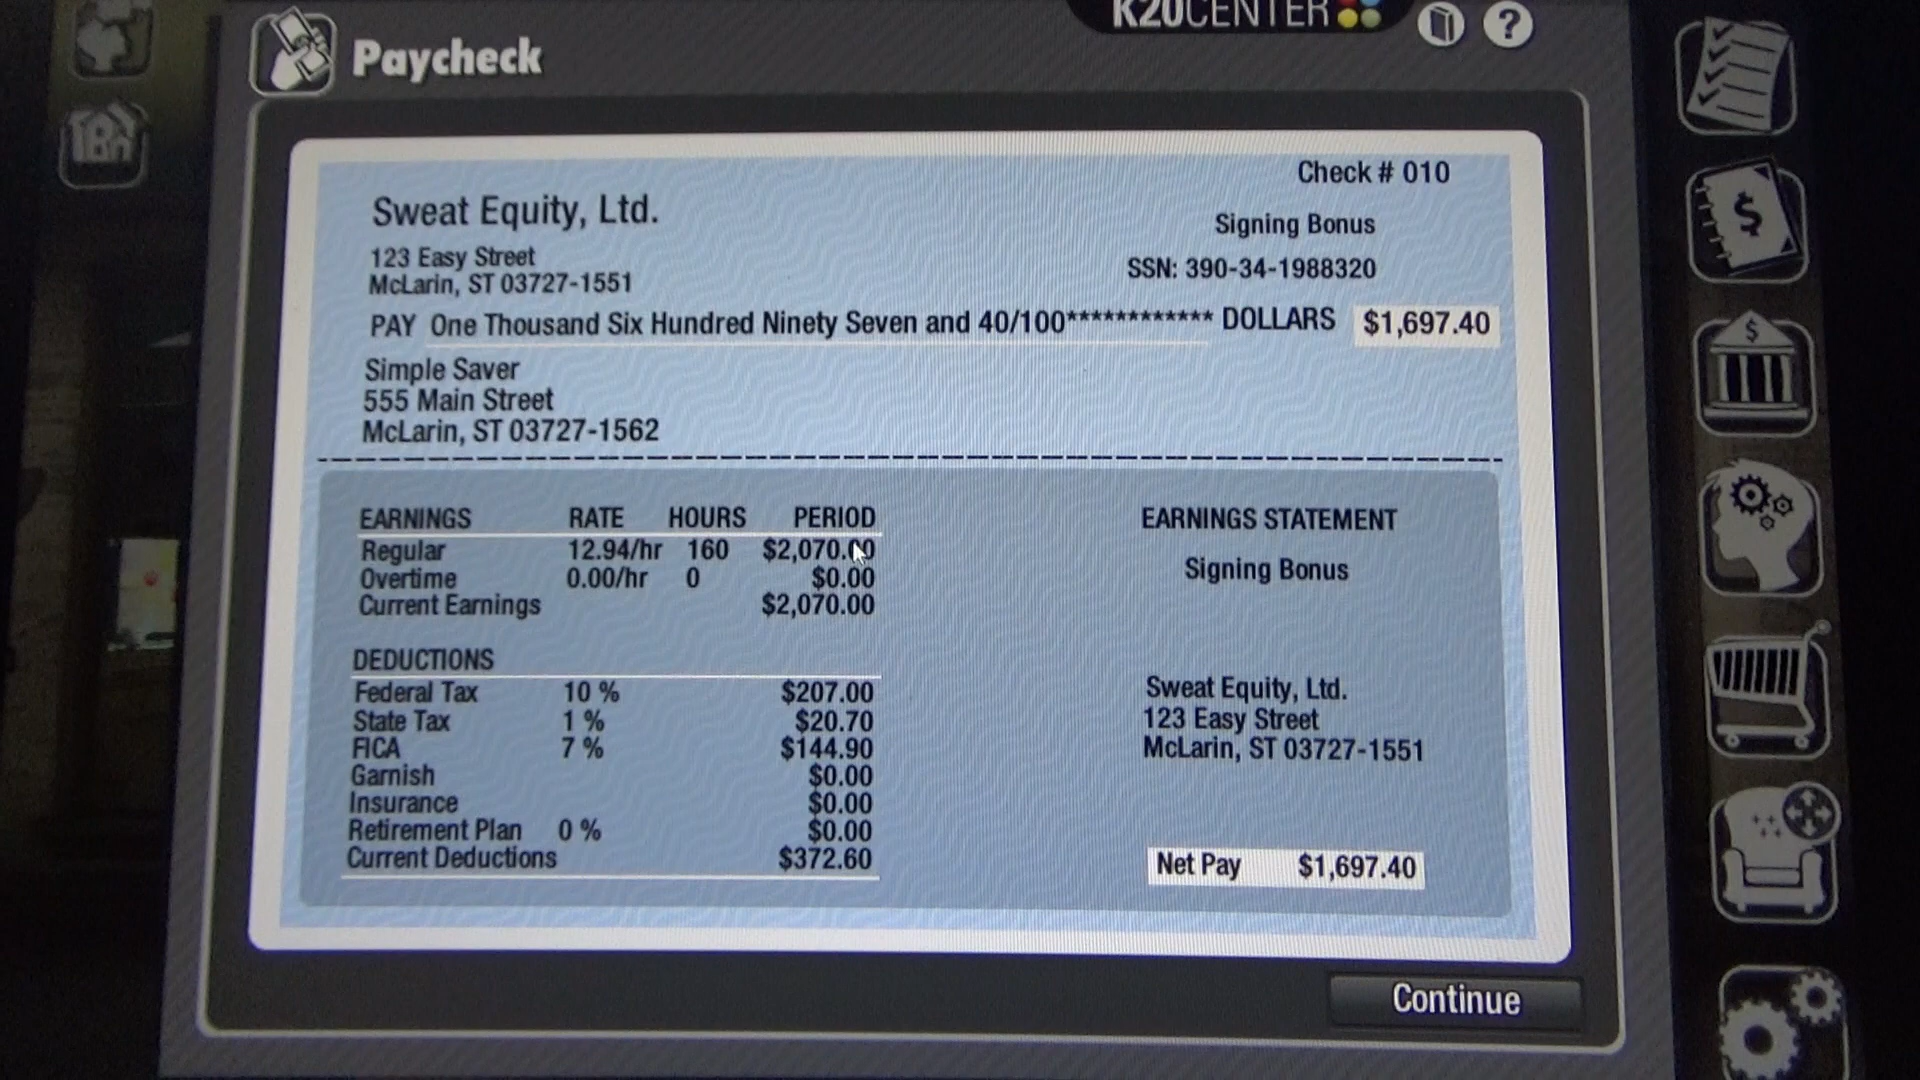 K20CENTER
?
Paycheck
Check # 010
Sweat Equity, Ltd.
Signing Bonus
123 Easy Street
SSN: 390-34-1988320
McLarin, ST 03727-1551
PAY One Thousand Six Hundred Ninety Seven and 40/100************ DOLLARS $1,697.40
Simple Saver
555 Main Street
McLarin, ST 03727-1562
EARNINGS RATE HOURS PERIOD
Regular 12.94/hr 160 $2,070.00
Overtime 0.00/hr 0 $0.00
Current Earnings $2,070.00
DEDUCTIONS
Federal Tax 10 % $207.00
State Tax 1 % $20.70
FICA 7 % $144.90
Garnish $0.00
Insurance $0.00
Retirement Plan 0 % $0.00
Current Deductions $372.60
EARNINGS STATEMENT
Signing Bonus
Sweat Equity, Ltd.
123 Easy Street
McLarin, ST 03727-1551
Net Pay $1,697.40
Continue
$
$